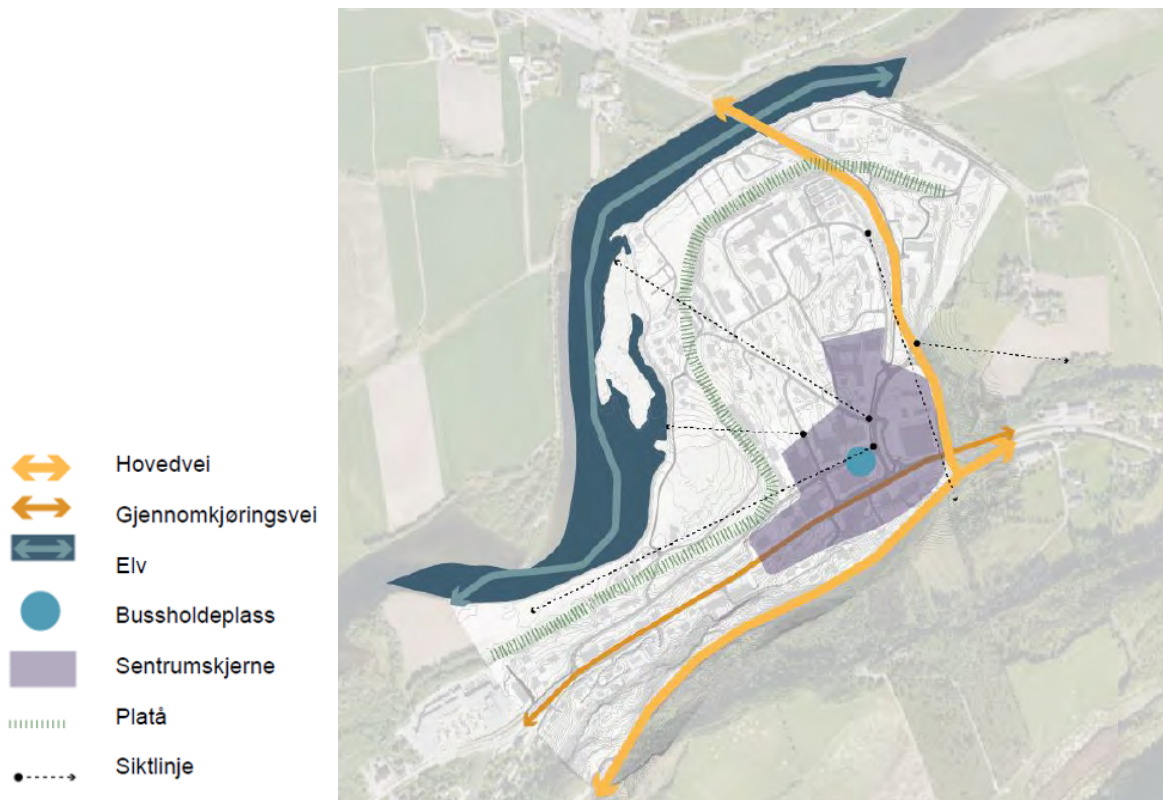 Hovedvei
Gjennomkjøringsvei
Elv
Bussholdeplass
Sentrumskjerne
Platå
Siktlinje